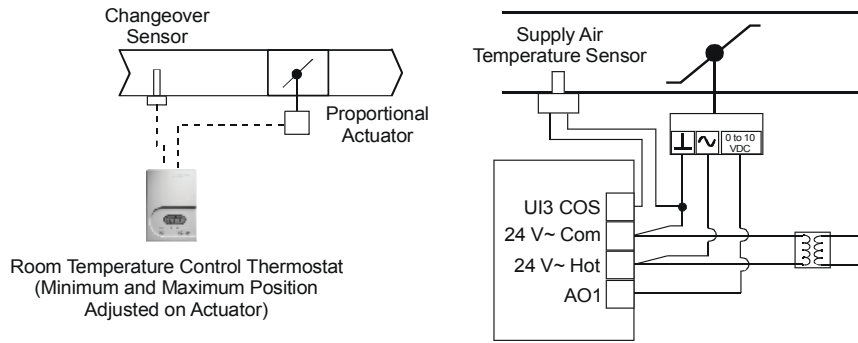 Changeover
Sensor
Proportional
Actuator
Room Temperature Control Thermostat
(Minimum and Maximum Position
Adjusted on Actuator)
Supply Air
Temperature Sensor
0 to 10
VDC
UI3 COS
24 V~ Com
24 V~ Hot
AO1